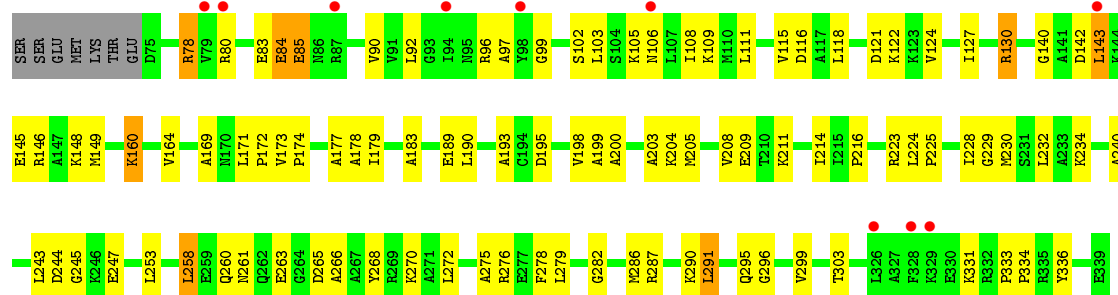 SER SER GLU MET LYS THR GLU D75 R78 V79 R80 E83 E84 E85 N86 R87 V90 V91 L92 G93 I94 N95 R96 A97 Y98 G99 S102 L103 S104 K105 N106 L107 I108 K109 M110 L111 V115 D116 A117 L118 D121 K122 K123 V124 I127 R130 G140 A141 D142 L143
E145 R146 A147 K148 M149 K160 V164 A169 N170 L171 P172 V173 P174 A177 A178 I179 A183 E189 L190 A193 C194 D195 V198 A199 A200 A203 K204 M205 V208 E209 T210 K211 I214 I215 P216 R223 L224 P225 I228 G229 M230 S231 L232 A233 K234
L243 D244 G245 K246 E247 L253 L258 E259 Q260 N261 Q262 E263 G264 D265 A266 A267 Y268 R269 K270 A271 L272 A275 R276 E277 F278 L279 G282 M286 R287 K290 L291 Q295 G296 V299 T303 L326 A327 F328 K329 E330 K331 R332 P333 P334 R335 Y336 E339